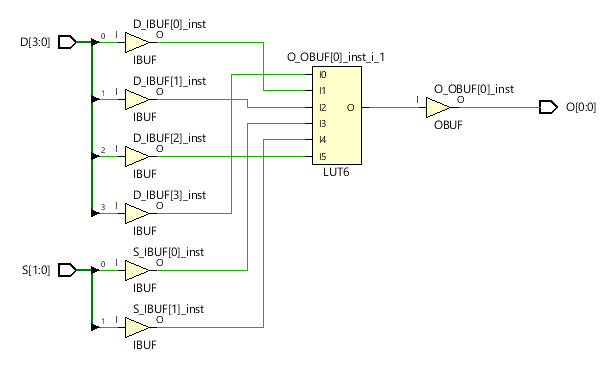 D_IBUF[0]_inst
D[3:0]
0
I
O
IBUF
D_IBUF[1]_inst
1
I
O
IBUF
D_IBUF[2]_inst
2
I
O
IBUF
D_IBUF[3]_inst
3
I
O
IBUF
S_IBUF[0]_inst
S[1:0]
0
I
O
IBUF
S_IBUF[1]_inst
1
I
O
IBUF
O_OBUF[0]_inst_i_1
I0
I1
I2
I3
I4
I5
O
LUT6
O_OBUF[0]_inst
I
O
OBUF
O[0:0]